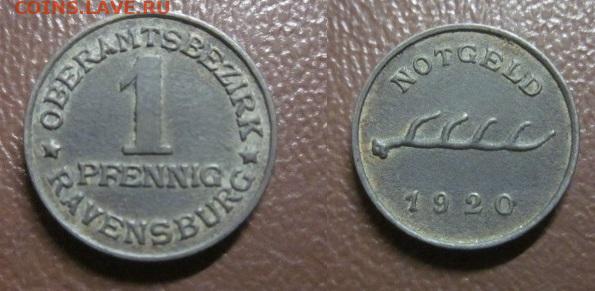 COINS.LAVE.RU
OBERAMTSBEZIRK
1
PFENNIG
RAVENSBURG
NOTGELD
1920